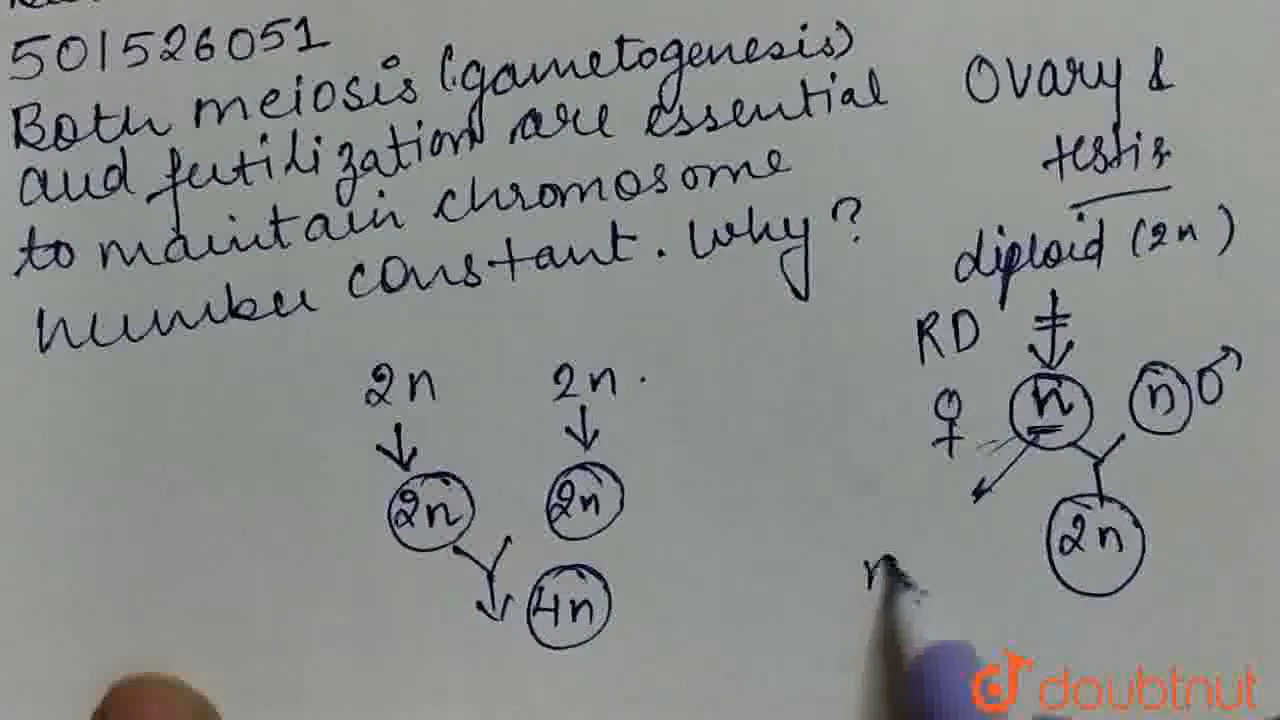 501526051
Both meiosis (gametogenesis)
and futilization are essential
to maintain chromosome
number constant. Why?
Ovary &
testis
diploid (2n)
RD
♀ n n ♂
2n
2n 2n
2n 2n
4n
doubtnut